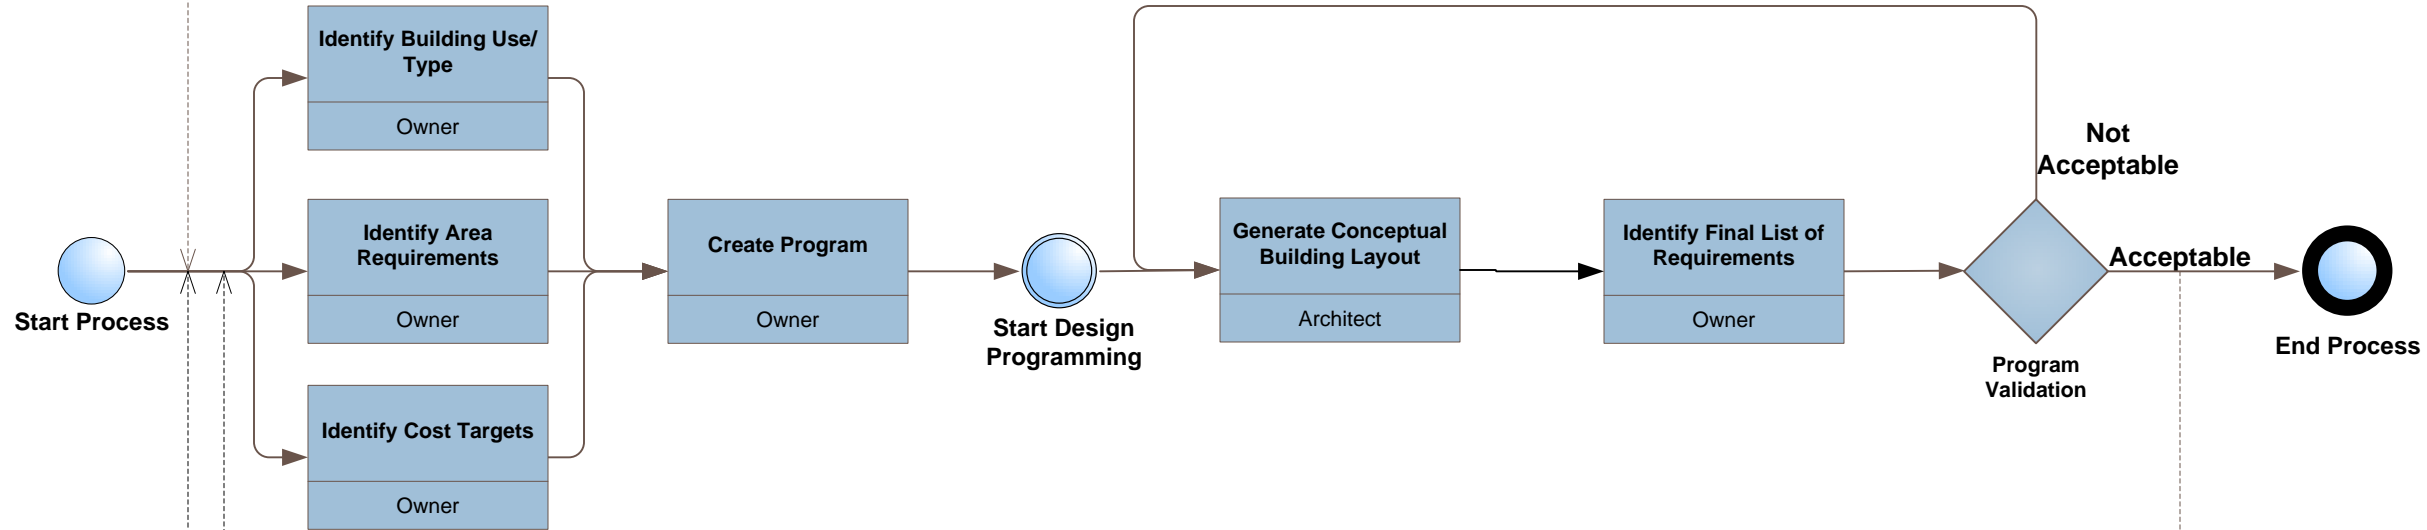 Identify Building Use/
Type
Owner
Start Process
Identify Area
Requirements
Owner
Identify Cost Targets
Owner
Create Program
Owner
Start Design
Programming
Generate Conceptual
Building Layout
Architect
Identify Final List of
Requirements
Owner
Not
Acceptable
Acceptable
Program
Validation
End Process